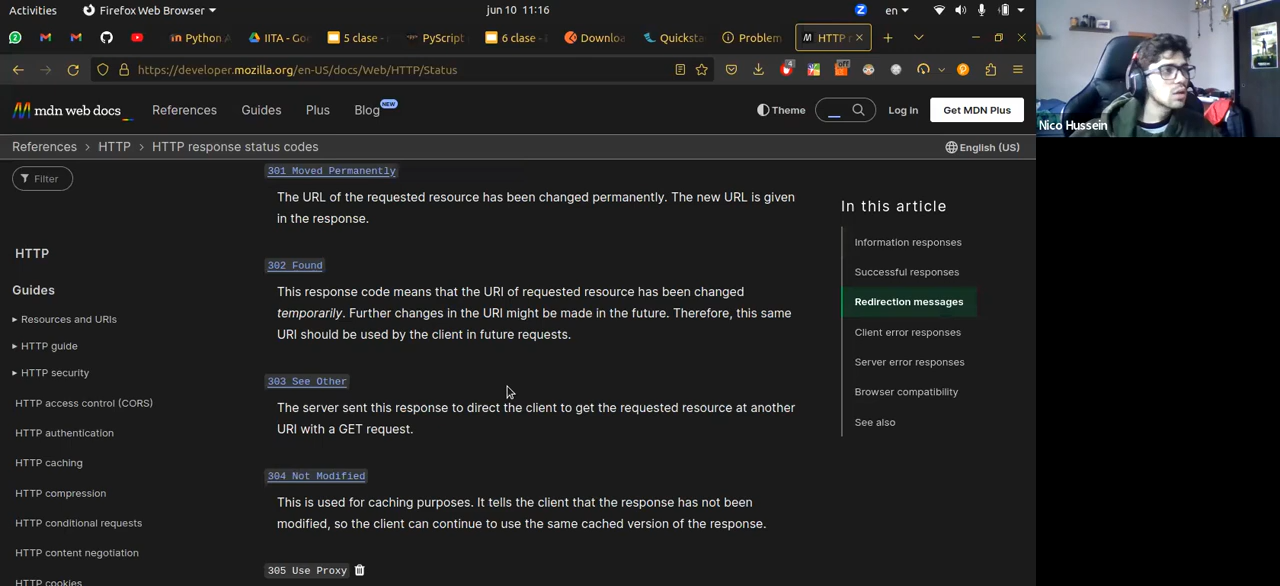 Activities
Firefox Web Browser
jun 10 11:16
Z
en
2
Python A
IITA - Go
5 clase -
PyScript
6 clase -
Downlo
Quicksta
Problem
HTTP r
https://developer.mozilla.org/en-US/docs/Web/HTTP/Status
4
off
mdn web docs
References
Guides
Plus
Blog NEW
Theme
Log in
Get MDN Plus
References > HTTP > HTTP response status codes
English (US)
Filter
HTTP
Guides
Resources and URIs
HTTP guide
HTTP security
HTTP access control (CORS)
HTTP authentication
HTTP caching
HTTP compression
HTTP conditional requests
HTTP content negotiation
HTTP cookies
301 Moved Permanently
The URL of the requested resource has been changed permanently. The new URL is given
in the response.
302 Found
This response code means that the URI of requested resource has been changed
temporarily. Further changes in the URI might be made in the future. Therefore, this same
URI should be used by the client in future requests.
303 See Other
The server sent this response to direct the client to get the requested resource at another
URI with a GET request.
304 Not Modified
This is used for caching purposes. It tells the client that the response has not been
modified, so the client can continue to use the same cached version of the response.
305 Use Proxy
In this article
Information responses
Successful responses
Redirection messages
Client error responses
Server error responses
Browser compatibility
See also
Nico Hussein